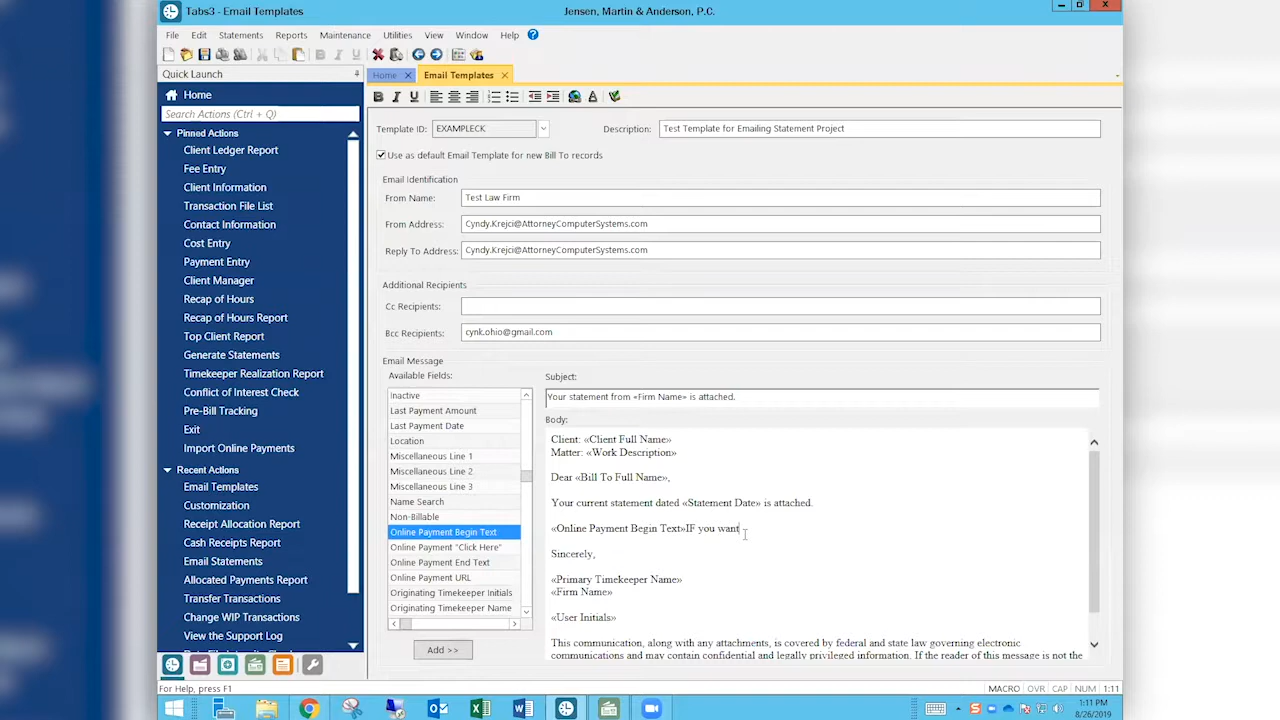 Tabs3 - Email Templates
Jensen, Martin & Anderson, P.C.
File Edit Statements Reports Maintenance Utilities View Window Help
Quick Launch
Home
Email Templates
Home
Search Actions (Ctrl + Q)
Pinned Actions
Client Ledger Report
Fee Entry
Client Information
Transaction File List
Contact Information
Cost Entry
Payment Entry
Client Manager
Recap of Hours
Recap of Hours Report
Top Client Report
Generate Statements
Timekeeper Realization Report
Conflict of Interest Check
Pre-Bill Tracking
Exit
Import Online Payments
Recent Actions
Email Templates
Customization
Receipt Allocation Report
Cash Receipts Report
Email Statements
Allocated Payments Report
Transfer Transactions
Change WIP Transactions
View the Support Log
Template ID: EXAMPLECK
Description: Test Template for Emailing Statement Project
Use as default Email Template for new Bill To records
Email Identification
From Name: Test Law Firm
From Address: Cyndy.Krejci@AttorneyComputerSystems.com
Reply To Address: Cyndy.Krejci@AttorneyComputerSystems.com
Additional Recipients
Cc Recipients:
Bcc Recipients: cynk.ohio@gmail.com
Email Message
Available Fields:
Inactive
Last Payment Amount
Last Payment Date
Location
Miscellaneous Line 1
Miscellaneous Line 2
Miscellaneous Line 3
Name Search
Non-Billable
Online Payment Begin Text
Online Payment "Click Here"
Online Payment End Text
Online Payment URL
Originating Timekeeper Initials
Originating Timekeeper Name
Add >>
Subject:
Your statement from «Firm Name» is attached.
Body:
Client: «Client Full Name»
Matter: «Work Description»
Dear «Bill To Full Name»,
Your current statement dated «Statement Date» is attached.
«Online Payment Begin Text»IF you want
Sincerely,
«Primary Timekeeper Name»
«Firm Name»
«User Initials»
This communication, along with any attachments, is covered by federal and state law governing electronic
communications and may contain confidential and legally privileged information. If the reader of this message is not the
For Help, press F1
MACRO OVR CAP NUM 1:11
1:11 PM
8/26/2019